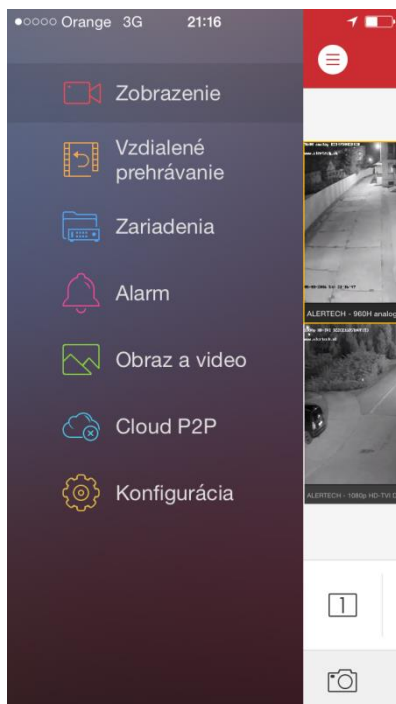 Orange 3G 21:16
Zobrazenie
Vzdialené
prehrávanie
Zariadenia
Alarm
Obraz a video
Cloud P2P
Konfigurácia
ALERTECH - 960H analog
ALERTECH - 1080p HD-TVI D
1